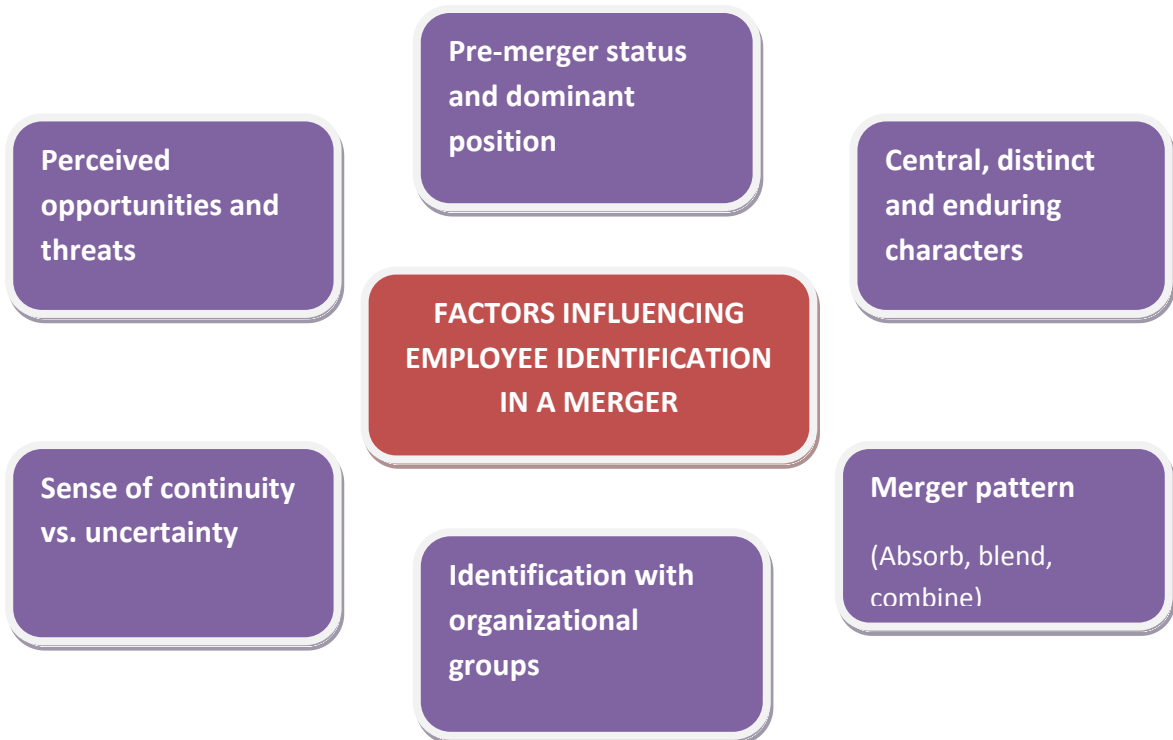 Pre-merger status
and dominant
position
Perceived
opportunities and
threats
Central, distinct
and enduring
characters
FACTORS INFLUENCING
EMPLOYEE IDENTIFICATION
IN A MERGER
Sense of continuity
vs. uncertainty
Merger pattern
(Absorb, blend,
combine)
Identification with
organizational
groups